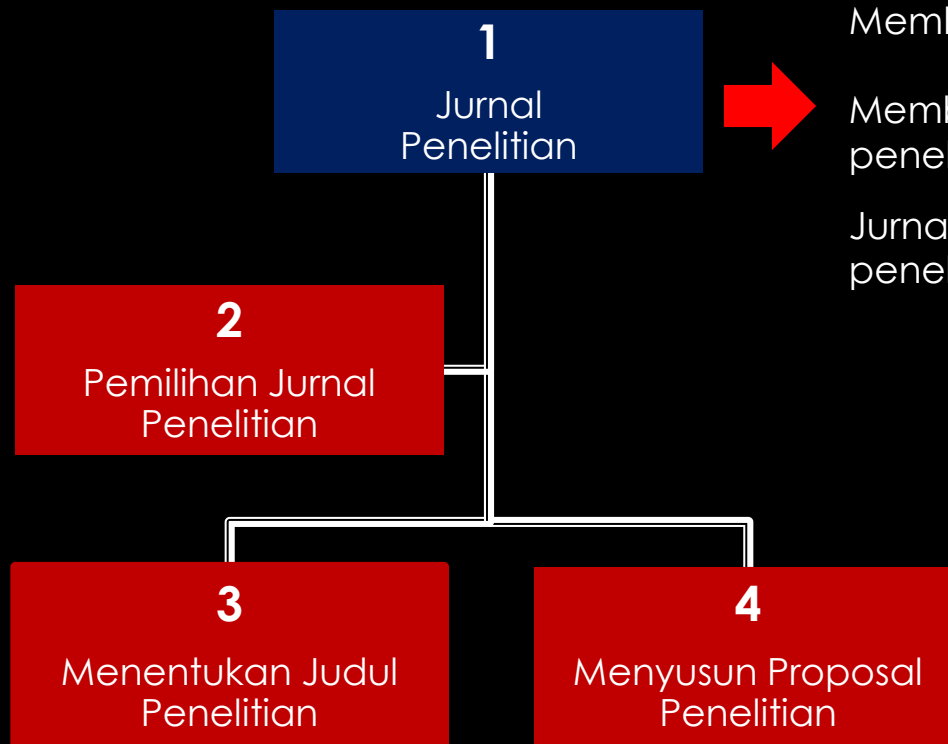 1
Jurnal
Penelitian
2
Pemilihan Jurnal
Penelitian
3
Menentukan Judul
Penelitian
4
Menyusun Proposal
Penelitian